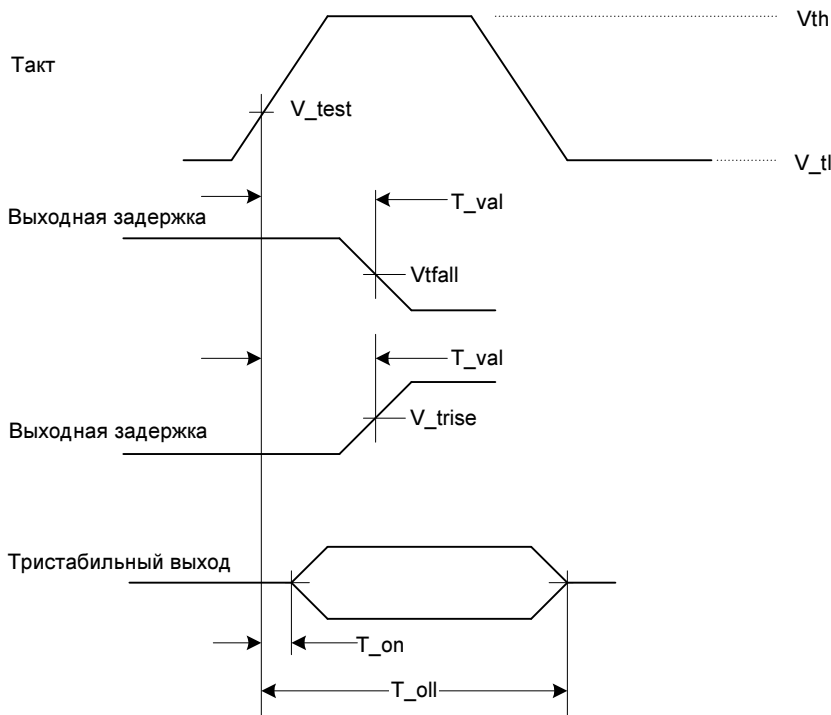 Vth
Такт
V_test
V_tl
T_val
Выходная задержка
Vtfall
T_val
V_trise
Выходная задержка
Тристабильный выход
T_on
T_oll